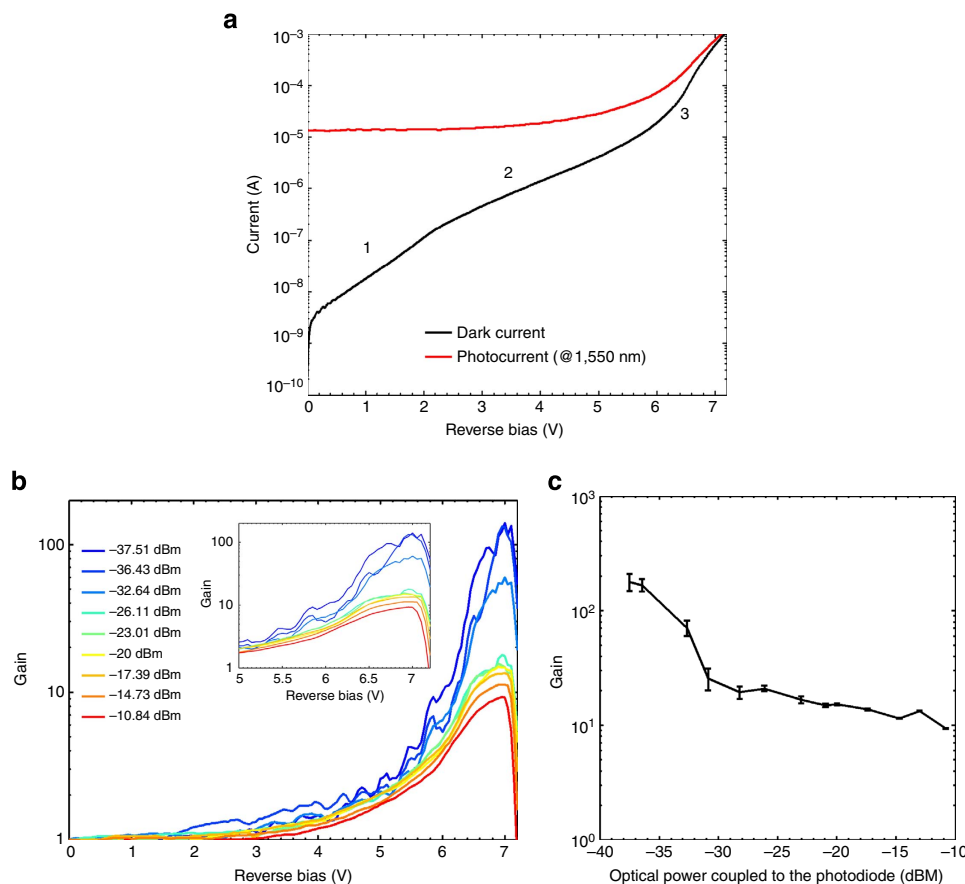 a
10⁻³
10⁻⁴
10⁻⁵
10⁻⁶
10⁻⁷
10⁻⁸
10⁻⁹
10⁻¹⁰
Current (A)
1
2
3
Dark current
Photocurrent (@1,550 nm)
0 1 2 3 4 5 6 7
Reverse bias (V)
b
100
10
1
Gain
–37.51 dBm
–36.43 dBm
–32.64 dBm
–26.11 dBm
–23.01 dBm
–20 dBm
–17.39 dBm
–14.73 dBm
–10.84 dBm
100
10
1
Gain
5 5.5 6 6.5 7
Reverse bias (V)
0 1 2 3 4 5 6 7
Reverse bias (V)
c
10³
10²
10¹
10⁰
Gain
–40 –35 –30 –25 –20 –15 –10
Optical power coupled to the photodiode (dBM)